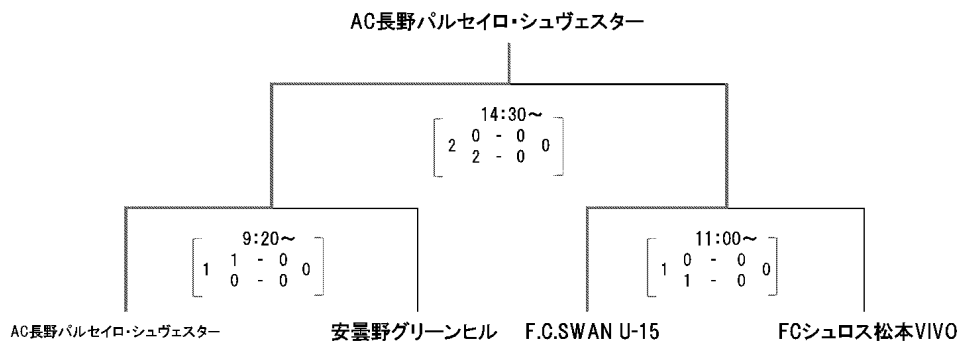 AC長野パルセイロ・シュヴェスター
14:30～
2 0 - 0 0
2 - 0
9:20～
1 1 - 0 0
0 - 0
11:00～
1 0 - 0 0
1 - 0
AC長野パルセイロ・シュヴェスター
安曇野グリーンヒル
F.C.SWAN U-15
FCシュロス松本VIVO